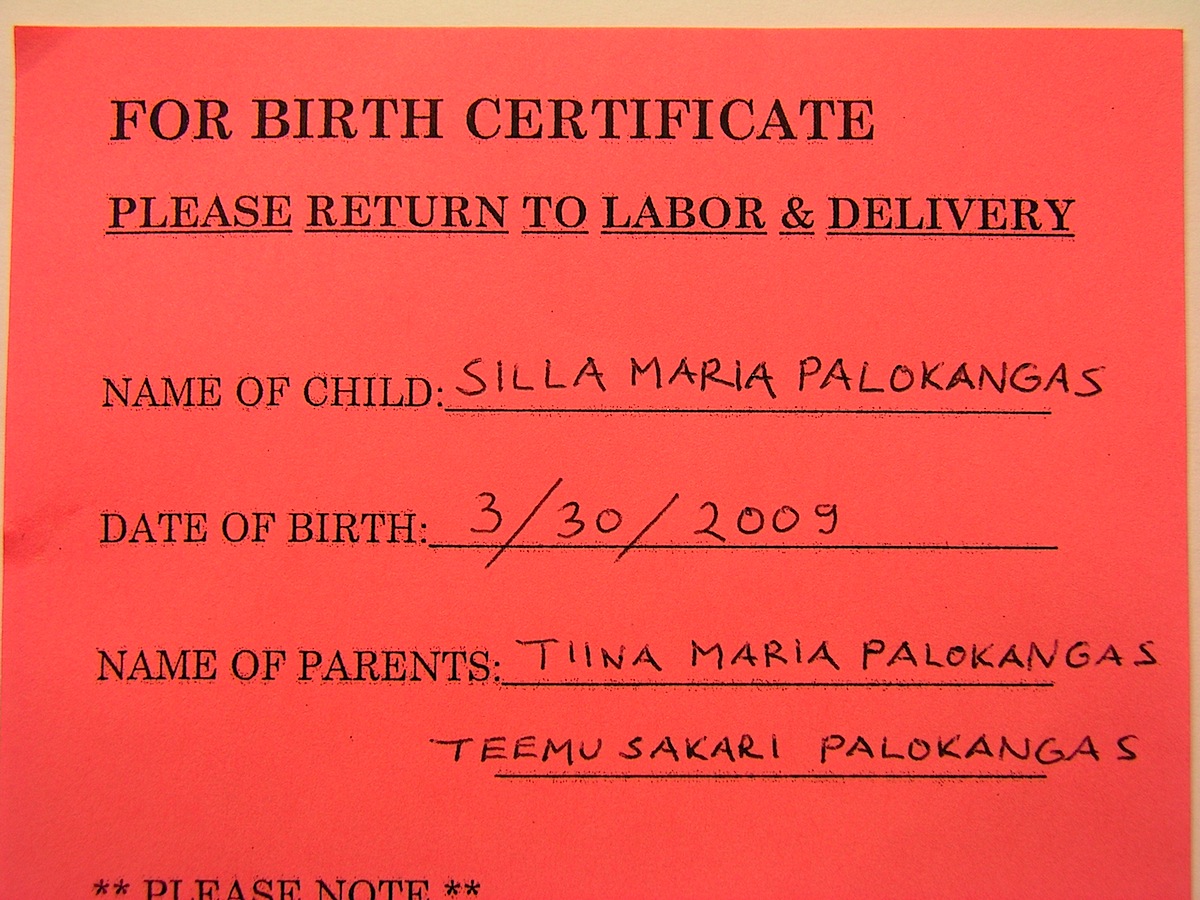 FOR BIRTH CERTIFICATE
PLEASE RETURN TO LABOR & DELIVERY
NAME OF CHILD: SILLA MARIA PALOKANGAS
DATE OF BIRTH: 3/30/2009
NAME OF PARENTS: TIINA MARIA PALOKANGAS
TEEMU SAKARI PALOKANGAS
** PLEASE NOTE **